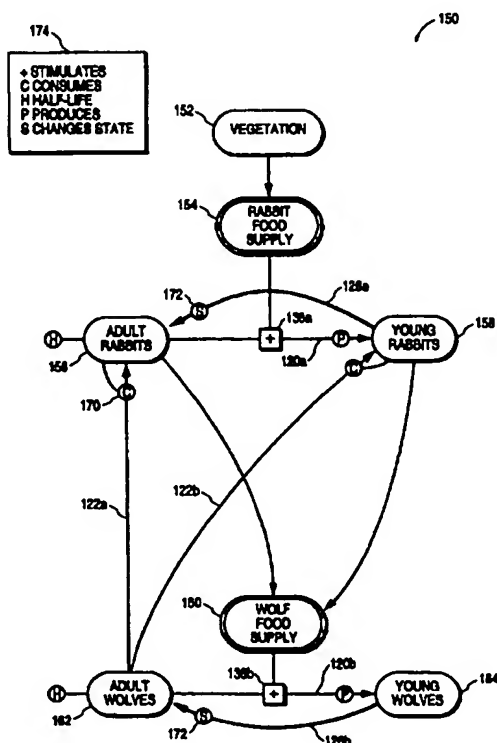 174
150
+ STIMULATES
C CONSUMES
H HALF-LIFE
P PRODUCES
S CHANGES STATE
152
VEGETATION
154
RABBIT
FOOD
SUPPLY
172
126a
S
136a
H
ADULT
RABBITS
+
P
YOUNG
RABBITS
158
156
120a
C
170
C
122a
122b
160
WOLF
FOOD
SUPPLY
136b
120b
H
ADULT
WOLVES
+
P
YOUNG
WOLVES
164
162
172
S
126b